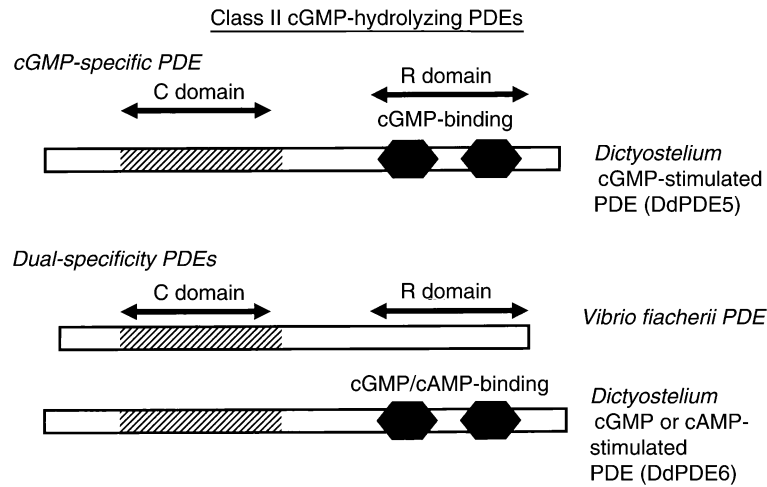 Class II cGMP-hydrolyzing PDEs
cGMP-specific PDE
C domain
R domain
cGMP-binding
Dictyostelium
cGMP-stimulated
PDE (DdPDE5)
Dual-specificity PDEs
C domain
R domain
Vibrio fiacherii PDE
cGMP/cAMP-binding
Dictyostelium
cGMP or cAMP-
stimulated
PDE (DdPDE6)